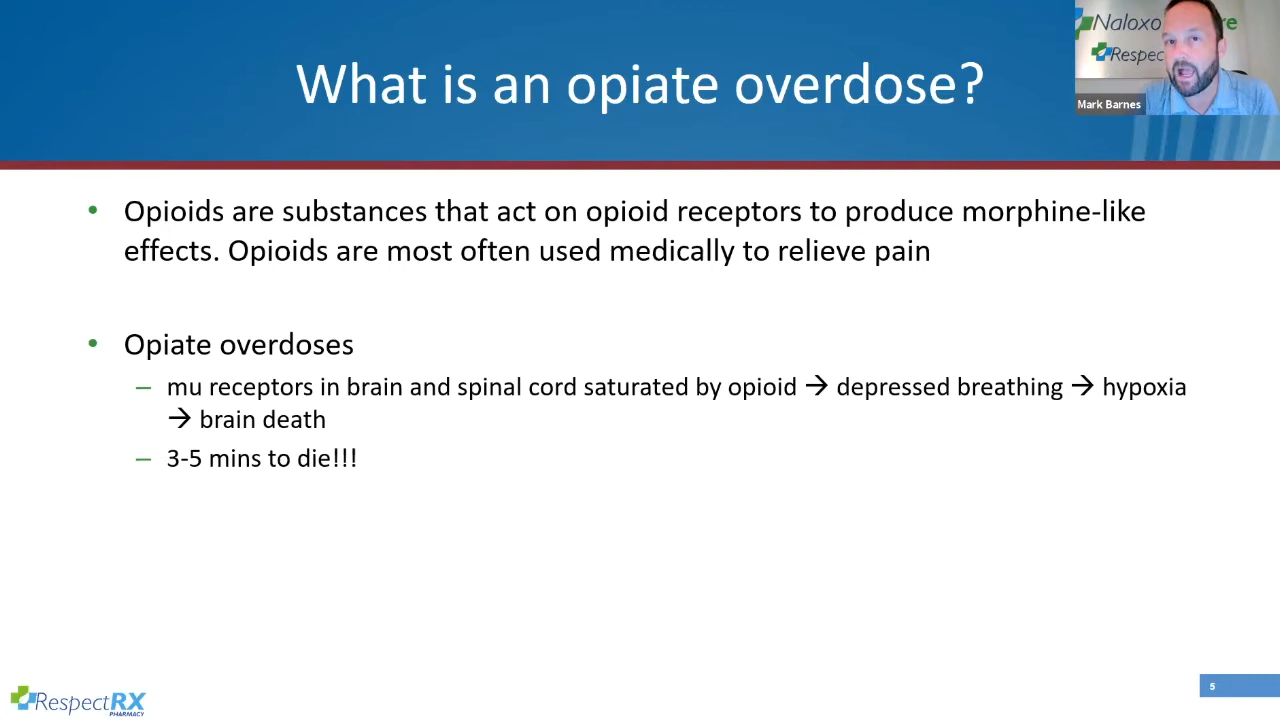 What is an opiate overdose?
Mark Barnes
• Opioids are substances that act on opioid receptors to produce morphine-like
effects. Opioids are most often used medically to relieve pain
• Opiate overdoses
– mu receptors in brain and spinal cord saturated by opioid → depressed breathing → hypoxia
→ brain death
– 3-5 mins to die!!!
RespectRX
PHARMACY
5